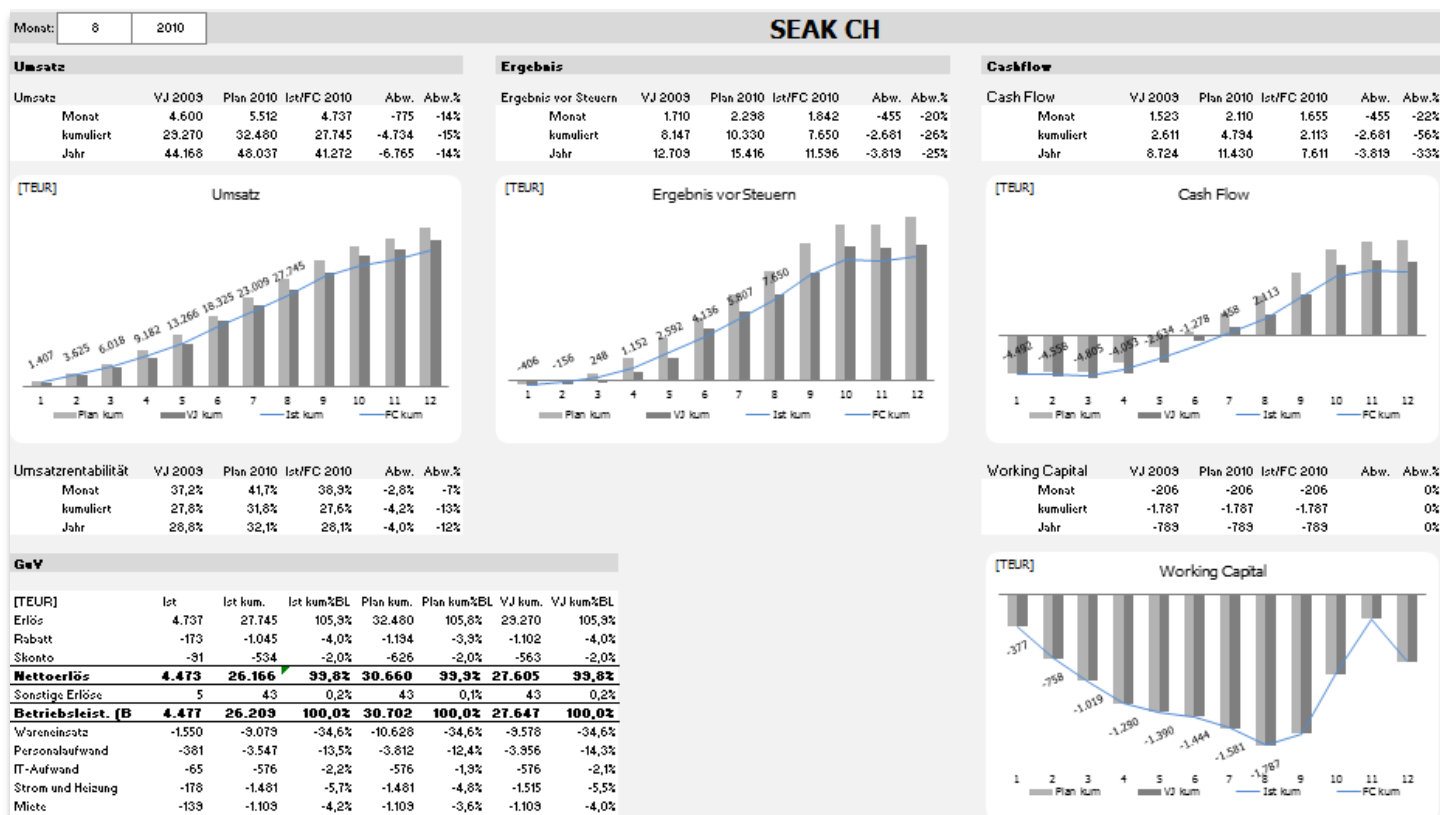 Monat: 8 2010 SEAK CH
Umsatz
Umsatz VJ 2009 Plan 2010 Ist/FC 2010 Abw. Abw.%
Monat 4.600 5.512 4.737 -775 -14%
kumuliert 29.270 32.480 27.745 -4.734 -15%
Jahr 44.168 48.037 41.272 -6.765 -14%
Ergebnis
Ergebnis vor Steuern VJ 2009 Plan 2010 Ist/FC 2010 Abw. Abw.%
Monat 1.710 2.298 1.842 -455 -20%
kumuliert 8.147 10.330 7.650 -2.681 -26%
Jahr 12.709 15.416 11.596 -3.819 -25%
Cashflow
Cash Flow VJ 2009 Plan 2010 Ist/FC 2010 Abw. Abw.%
Monat 1.523 2.110 1.655 -455 -22%
kumuliert 2.611 4.794 2.113 -2.681 -56%
Jahr 8.724 11.430 7.611 -3.819 -33%
[TEUR]
Umsatz
1.407 3.625 6.018 9.182 13.266 18.325 23.009 27.745
1 2 3 4 5 6 7 8 9 10 11 12
Plan kum VJ kum Ist kum FC kum
[TEUR]
Ergebnis vor Steuern
-406 -156 248 1.152 2.592 4.136 5.807 7.650
1 2 3 4 5 6 7 8 9 10 11 12
Plan kum VJ kum Ist kum FC kum
[TEUR]
Cash Flow
-4.492 -4.558 -4.805 -4.053 -2.634 -1.278 458 2.113
1 2 3 4 5 6 7 8 9 10 11 12
Plan kum VJ kum Ist kum FC kum
Umsatzrentabilität VJ 2009 Plan 2010 Ist/FC 2010 Abw. Abw.%
Monat 37,2% 41,7% 38,9% -2,8% -7%
kumuliert 27,8% 31,8% 27,6% -4,2% -13%
Jahr 28,8% 32,1% 28,1% -4,0% -12%
Working Capital VJ 2009 Plan 2010 Ist/FC 2010 Abw. Abw.%
Monat -206 -206 -206 0%
kumuliert -1.787 -1.787 -1.787 0%
Jahr -789 -789 -789 0%
GuV
[TEUR] Ist Ist kum. Ist kum%BL Plan kum. Plan kum%BL VJ kum. VJ kum%BL
Erlös 4.737 27.745 105,9% 32.480 105,8% 29.270 105,9%
Rabatt -173 -1.045 -4,0% -1.194 -3,9% -1.102 -4,0%
Skonto -91 -534 -2,0% -626 -2,0% -563 -2,0%
Nettoerlös 4.473 26.166 99,8% 30.660 99,9% 27.605 99,8%
Sonstige Erlöse 5 43 0,2% 43 0,1% 43 0,2%
Betriebsleist. (B 4.477 26.209 100,0% 30.702 100,0% 27.647 100,0%
Wareneinsatz -1.550 -9.079 -34,6% -10.628 -34,6% -9.578 -34,6%
Personalaufwand -381 -3.547 -13,5% -3.812 -12,4% -3.956 -14,3%
IT-Aufwand -65 -576 -2,2% -576 -1,9% -576 -2,1%
Strom und Heizung -178 -1.481 -5,7% -1.481 -4,8% -1.515 -5,5%
Miete -139 -1.109 -4,2% -1.109 -3,6% -1.109 -4,0%
[TEUR]
Working Capital
-377 -758 -1.019 -1.290 -1.390 -1.444 -1.581 -1.787
1 2 3 4 5 6 7 8 9 10 11 12
Plan kum VJ kum Ist kum FC kum